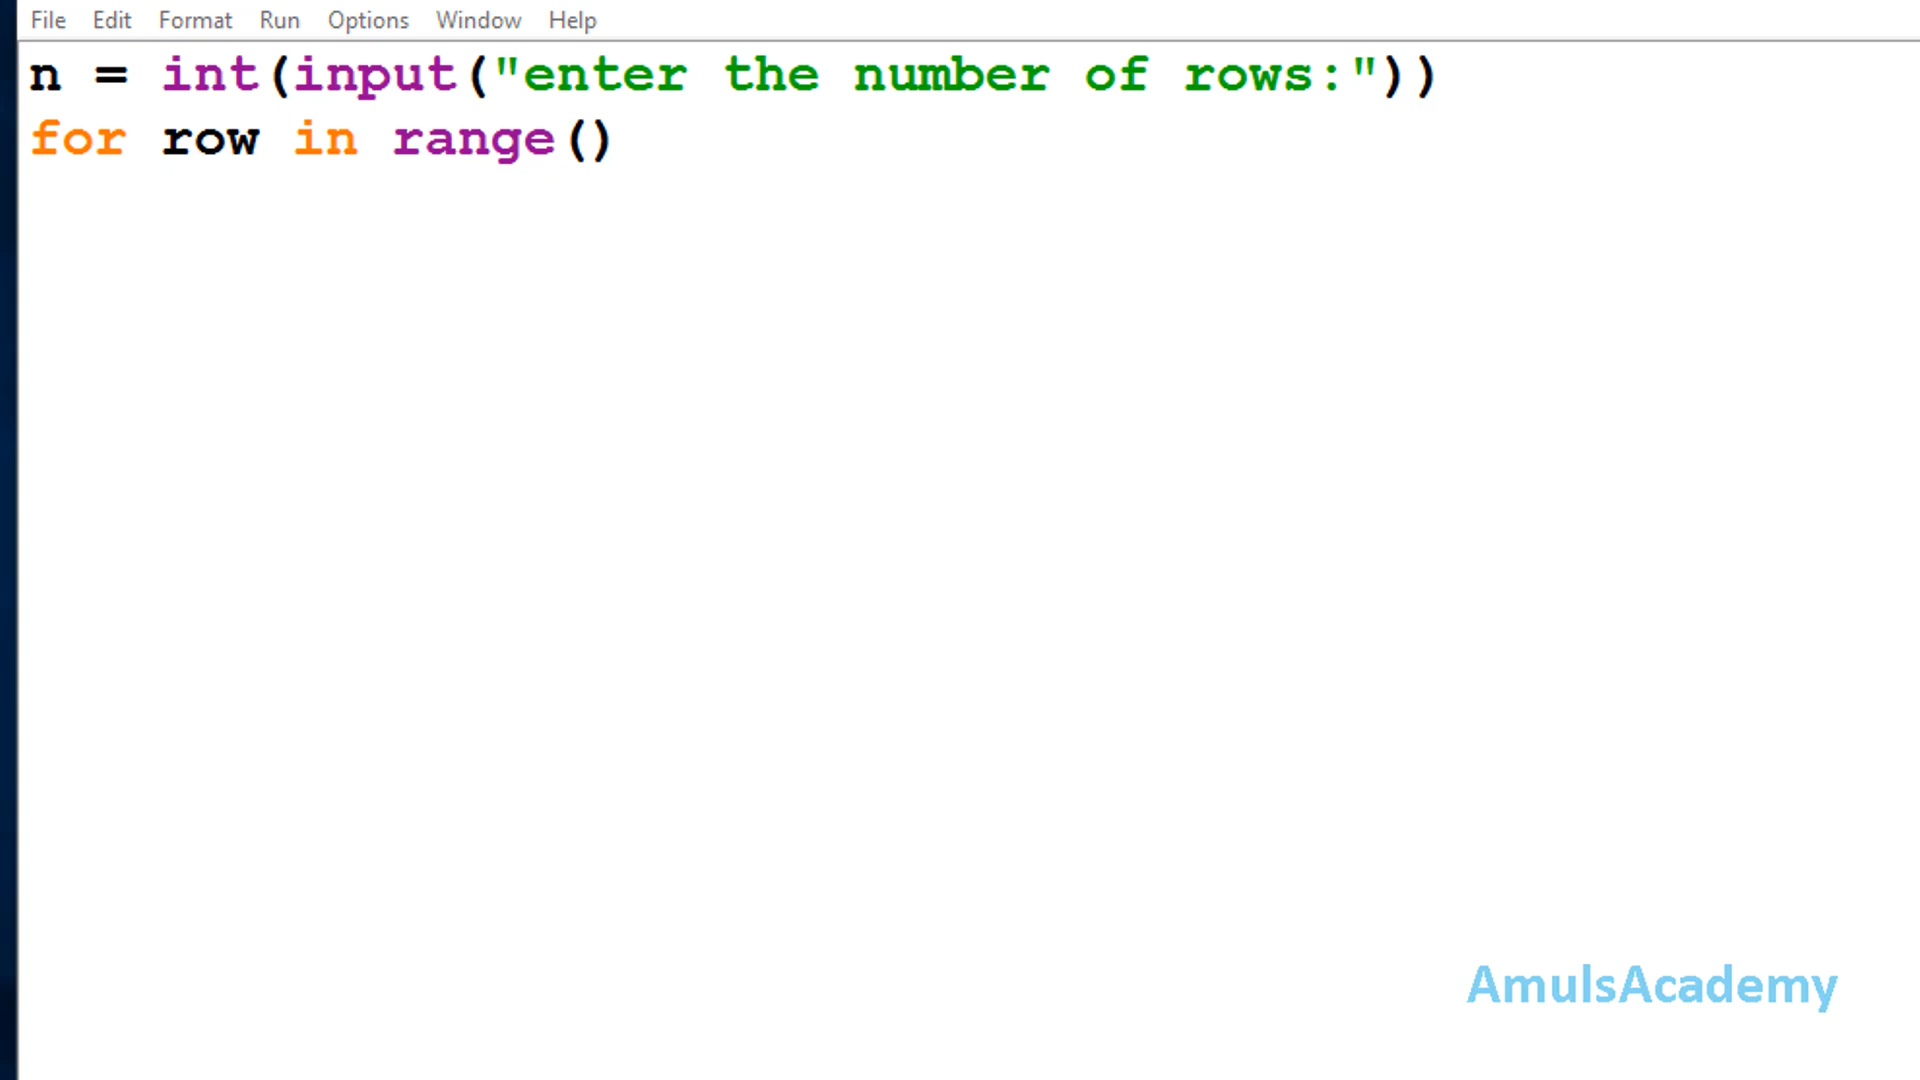 File Edit Format Run Options Window Help
n = int(input("enter the number of rows:"))
for row in range()
AmulsAcademy